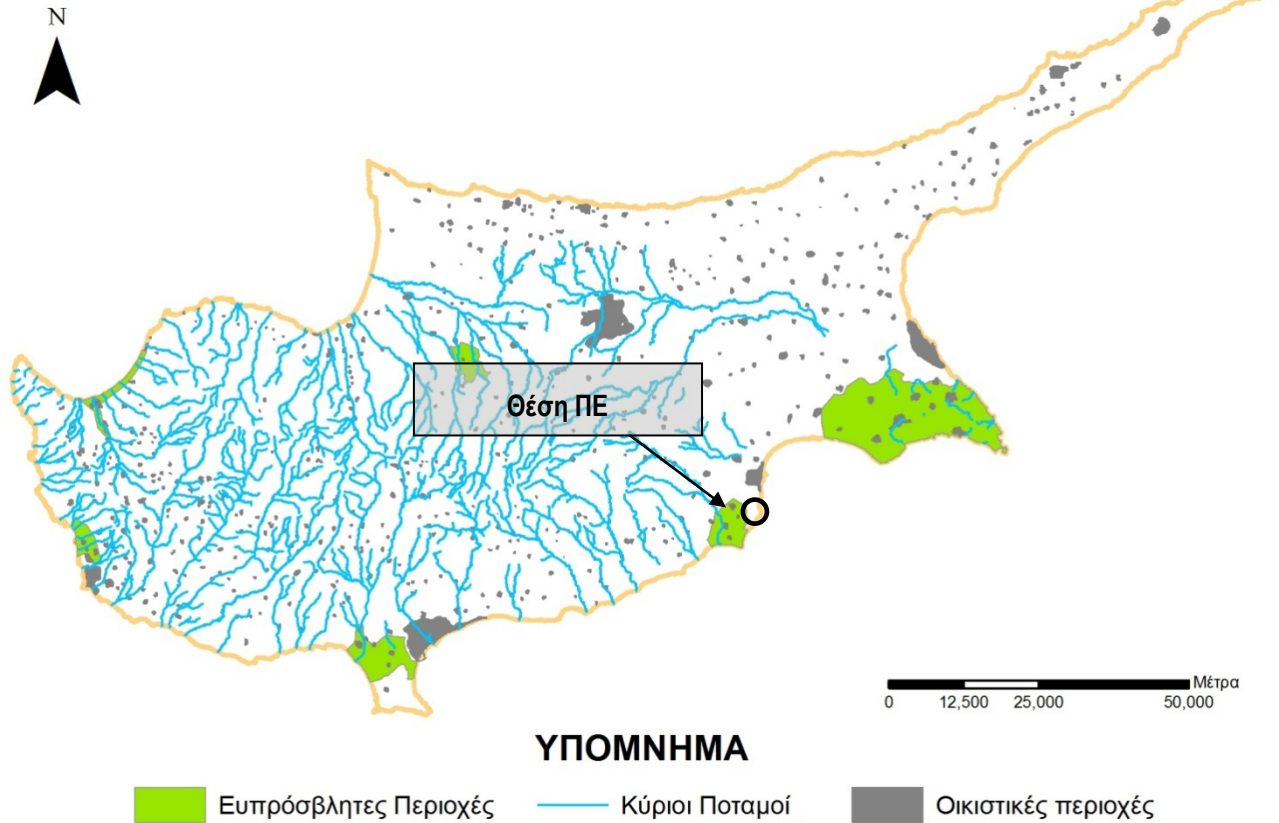 N
Θέση ΠΕ
Μέτρα
0 12,500 25,000 50,000
ΥΠΟΜΝΗΜΑ
Ευπρόσβλητες Περιοχές Κύριοι Ποταμοί Οικιστικές περιοχές